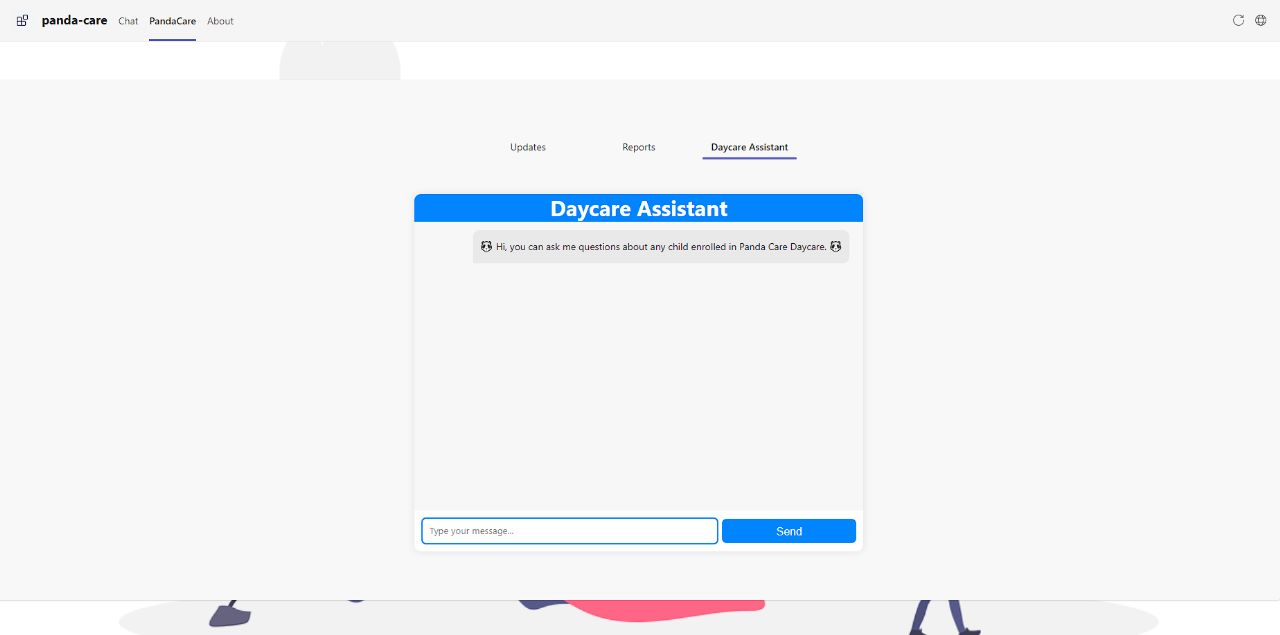 panda-care Chat PandaCare About
Updates Reports Daycare Assistant
Daycare Assistant
🐼 Hi, you can ask me questions about any child enrolled in Panda Care Daycare. 🐼
Type your message... Send